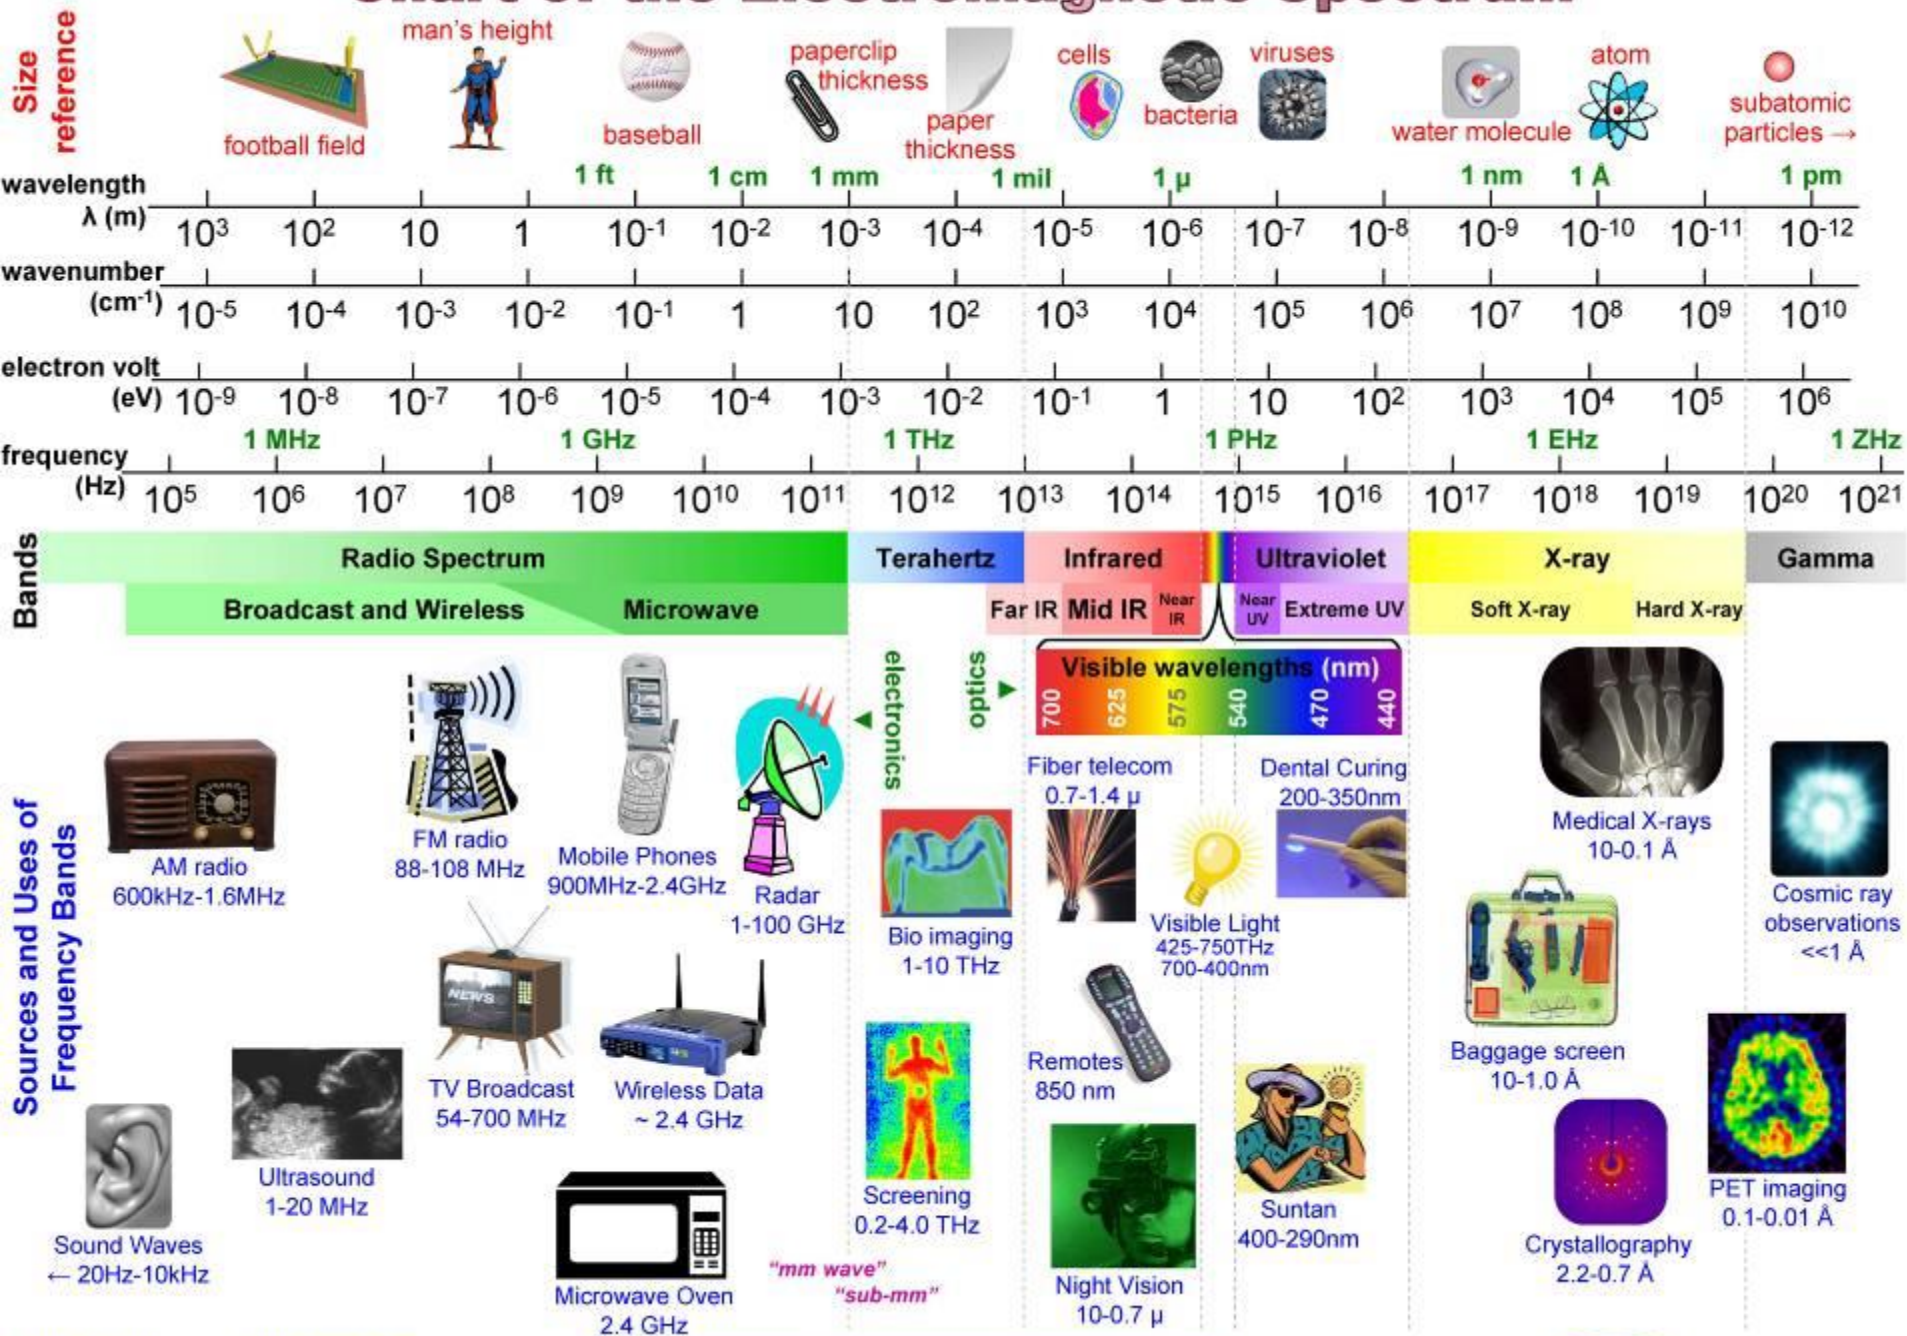 Chart of the Electromagnetic Spectrum
Size
reference
football field
man's height
baseball
paperclip
thickness
paper
thickness
cells
bacteria
viruses
water molecule
atom
subatomic
particles →
wavelength
λ (m)
1 ft 1 cm 1 mm 1 mil 1 µ 1 nm 1 Å 1 pm
10³ 10² 10 1 10⁻¹ 10⁻² 10⁻³ 10⁻⁴ 10⁻⁵ 10⁻⁶ 10⁻⁷ 10⁻⁸ 10⁻⁹ 10⁻¹⁰ 10⁻¹¹ 10⁻¹²
wavenumber
(cm⁻¹)
10⁻⁵ 10⁻⁴ 10⁻³ 10⁻² 10⁻¹ 1 10 10² 10³ 10⁴ 10⁵ 10⁶ 10⁷ 10⁸ 10⁹ 10¹⁰
electron volt
(eV)
10⁻⁹ 10⁻⁸ 10⁻⁷ 10⁻⁶ 10⁻⁵ 10⁻⁴ 10⁻³ 10⁻² 10⁻¹ 1 10 10² 10³ 10⁴ 10⁵ 10⁶
1 MHz 1 GHz 1 THz 1 PHz 1 EHz 1 ZHz
frequency
(Hz)
10⁵ 10⁶ 10⁷ 10⁸ 10⁹ 10¹⁰ 10¹¹ 10¹² 10¹³ 10¹⁴ 10¹⁵ 10¹⁶ 10¹⁷ 10¹⁸ 10¹⁹ 10²⁰ 10²¹
Bands
Radio Spectrum Terahertz Infrared Ultraviolet X-ray Gamma
Broadcast and Wireless Microwave Far IR Mid IR Near IR Near UV Extreme UV Soft X-ray Hard X-ray
electronics
optics
Visible wavelengths (nm)
700 625 575 540 470 440
Sources and Uses of
Frequency Bands
AM radio
600kHz-1.6MHz
FM radio
88-108 MHz
Mobile Phones
900MHz-2.4GHz
Radar
1-100 GHz
Bio imaging
1-10 THz
Fiber telecom
0.7-1.4 µ
Visible Light
425-750THz
700-400nm
Dental Curing
200-350nm
Medical X-rays
10-0.1 Å
Cosmic ray
observations
<<1 Å
Sound Waves
← 20Hz-10kHz
Ultrasound
1-20 MHz
NEWS
TV Broadcast
54-700 MHz
Wireless Data
~ 2.4 GHz
Microwave Oven
2.4 GHz
"mm wave"
"sub-mm"
Screening
0.2-4.0 THz
Remotes
850 nm
Night Vision
10-0.7 µ
Suntan
400-290nm
Baggage screen
10-1.0 Å
Crystallography
2.2-0.7 Å
PET imaging
0.1-0.01 Å